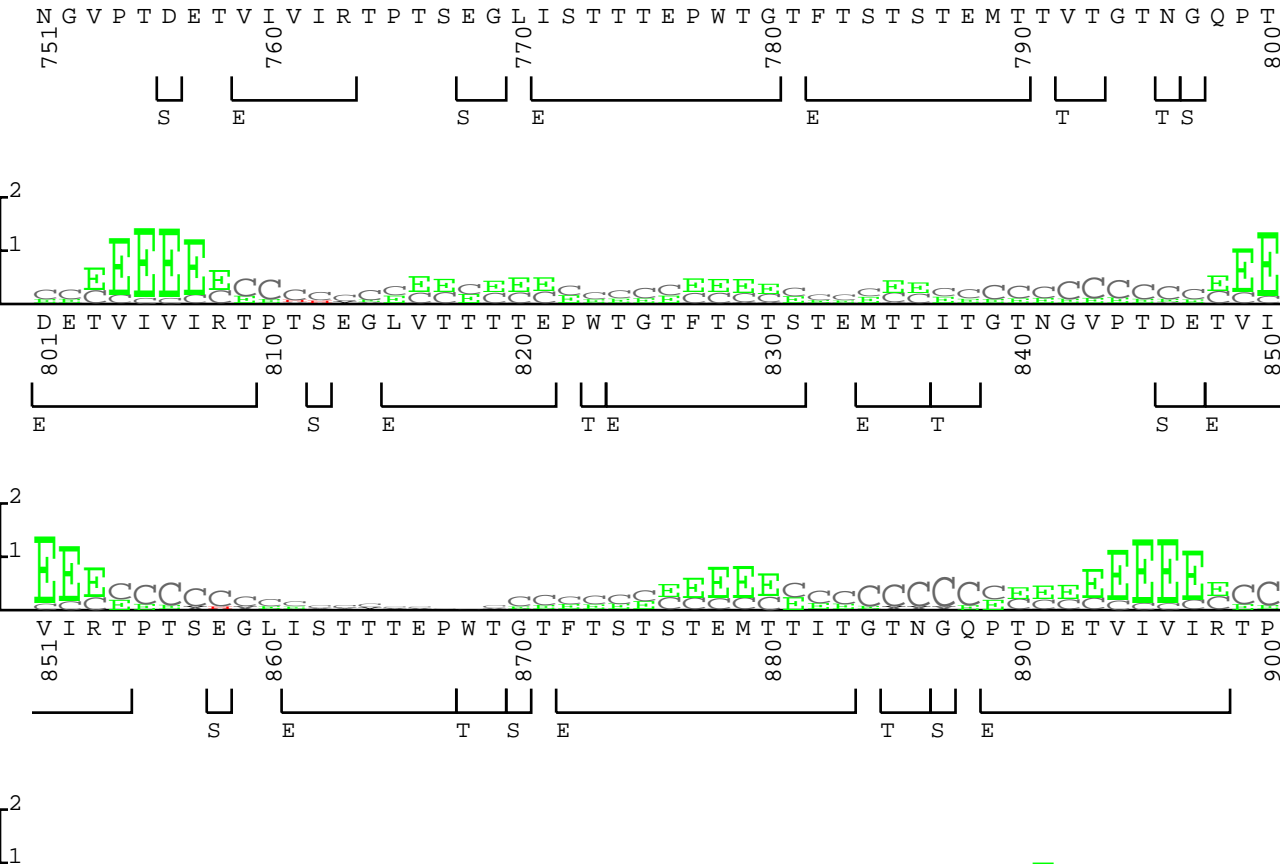 N G V P T D E T V I V I R T P T S E G L I S T T T E P W T G T F T S T S T E M T T V T G T N G Q P T
751 760 770 780 790 800
S E S E E T T S
2
1
D E T V I V I R T P T S E G L V T T T T E P W T G T F T S T S T E M T T I T G T N G V P T D E T V I
801 810 820 830 840 850
E S E T E E T S E
2
1
V I R T P T S E G L I S T T T E P W T G T F T S T S T E M T T I T G T N G Q P T D E T V I V I R T P
851 860 870 880 890 900
S E T S E T S E
2
1